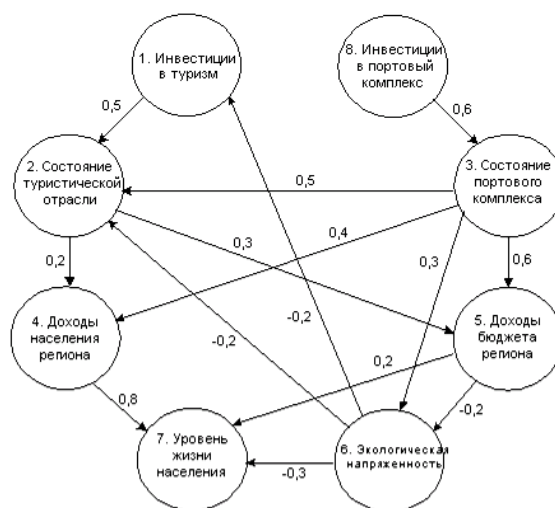 1. Инвестиции
в туризм
8. Инвестиции
в портовый
комплекс
0,5
0,6
2. Состояние
туристической
отрасли
0,5
3. Состояние
портового
комплекса
0,2
0,3
0,4
0,3
0,6
4. Доходы
населения
региона
-0,2
-0,2
5. Доходы
бюджета
региона
0,8
0,2
-0,2
7. Уровень
жизни
населения
-0,3
6. Экологическая
напряженность